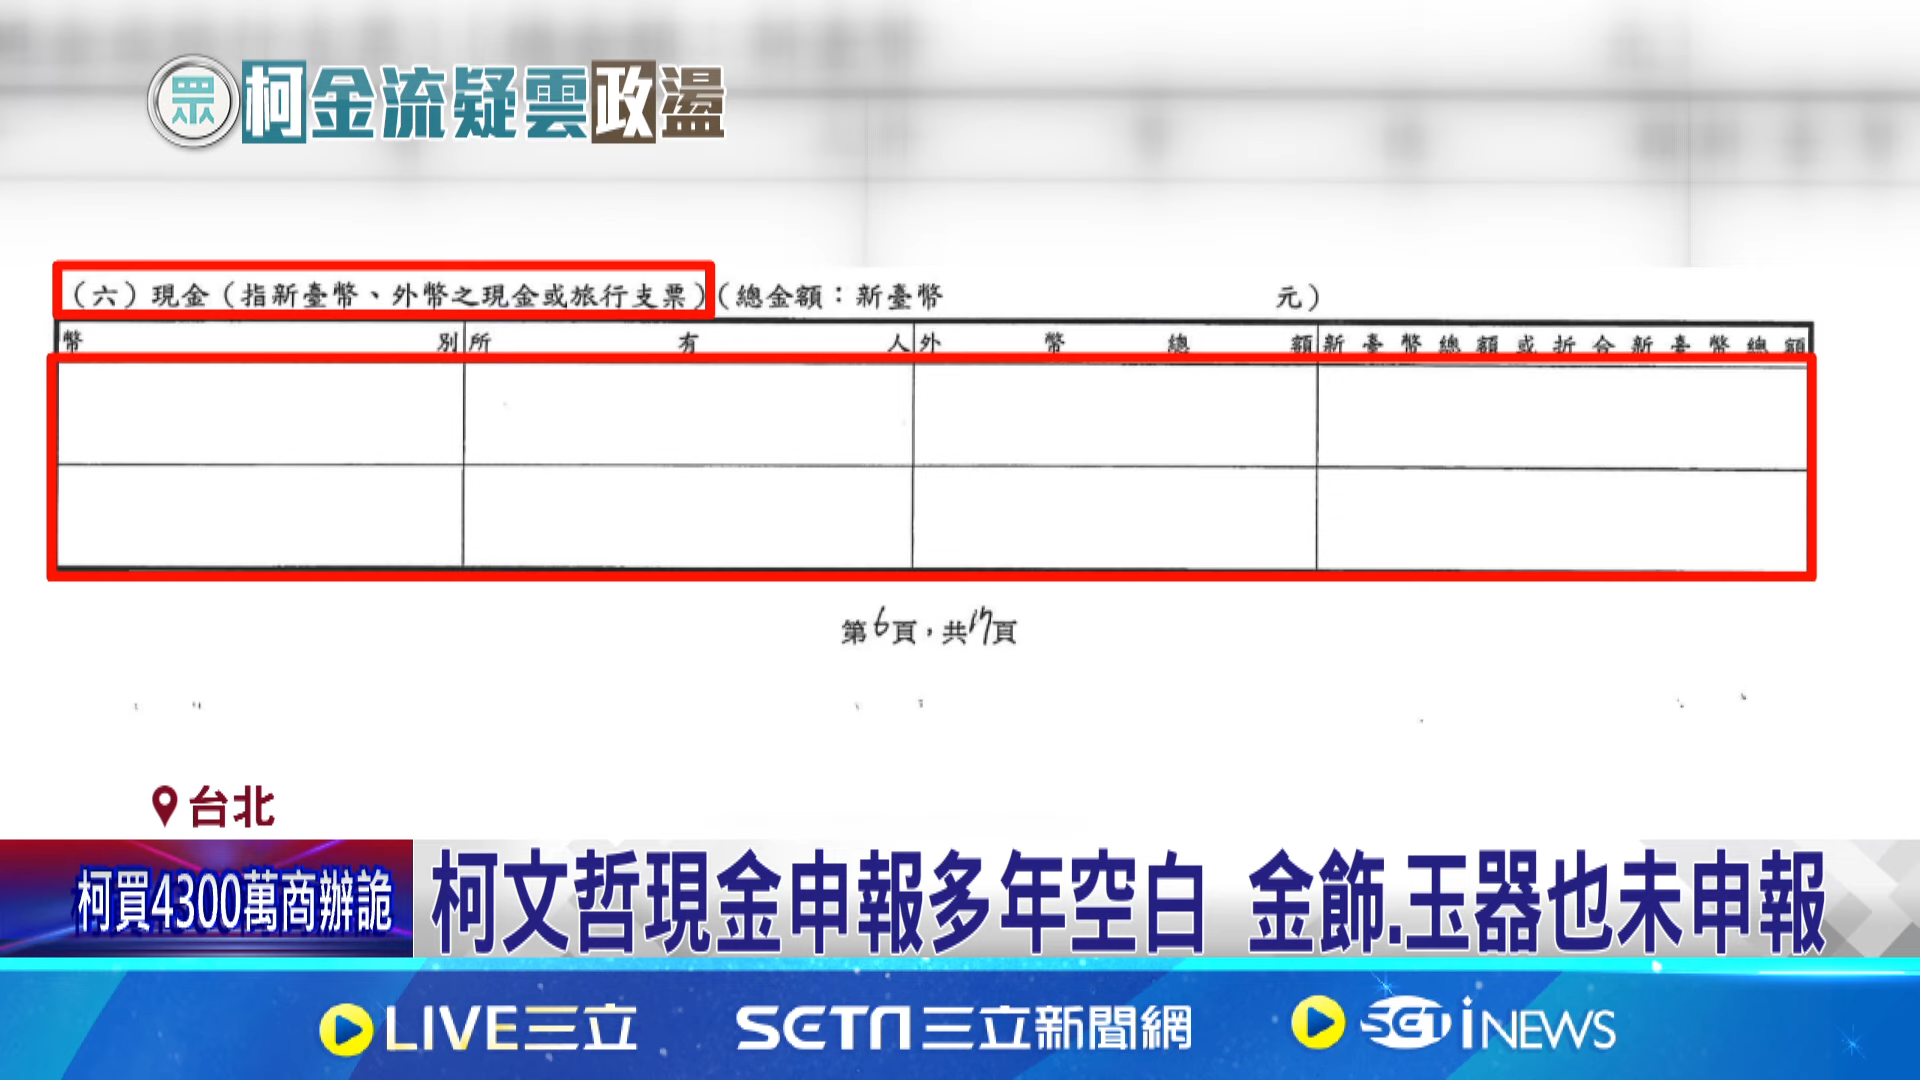 眾 柯金流疑雲政盪
（六）現金（指新臺幣、外幣之現金或旅行支票）（總金額：新臺幣 元）
幣別 所有人 外幣總額 新臺幣總額或折合新臺幣總額
第6頁，共17頁
台北
柯買4300萬商辦詭
柯文哲現金申報多年空白 金飾.玉器也未申報
LIVE三立 SETN三立新聞網 SET iNEWS